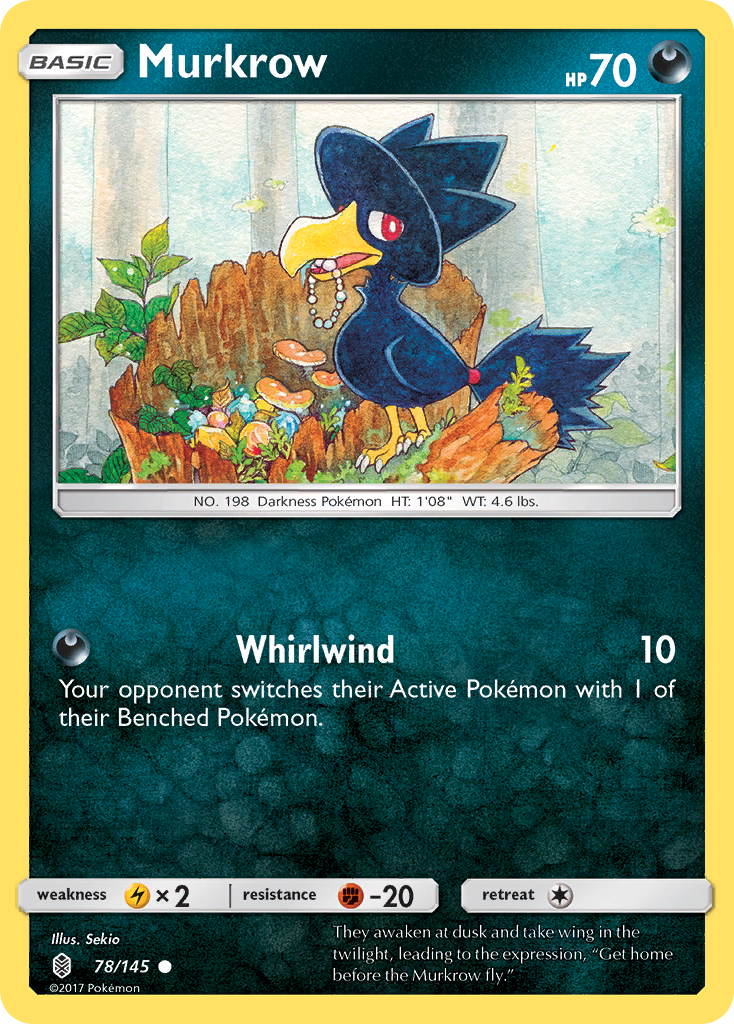 BASIC Murkrow HP 70
NO. 198 Darkness Pokémon HT: 1'08" WT: 4.6 lbs.
Whirlwind 10
Your opponent switches their Active Pokémon with 1 of
their Benched Pokémon.
weakness × 2 resistance -20 retreat
Illus. Sekio
78/145
©2017 Pokémon
They awaken at dusk and take wing in the
twilight, leading to the expression, “Get home
before the Murkrow fly.”